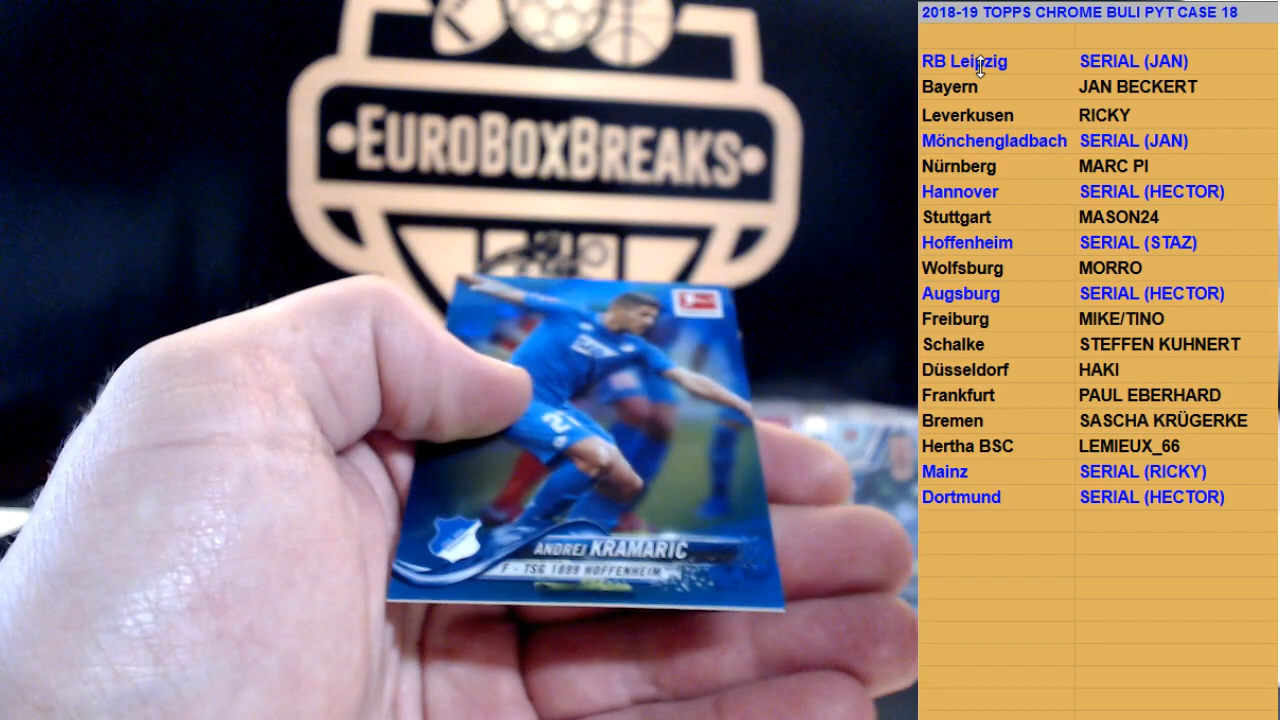 EUROBOXBREAKS
ANDREJ KRAMARIĆ
F - TSG 1899 HOFFENHEIM
2018-19 TOPPS CHROME BULI PYT CASE 18
RB Leipzig SERIAL (JAN)
Bayern JAN BECKERT
Leverkusen RICKY
Mönchengladbach SERIAL (JAN)
Nürnberg MARC PI
Hannover SERIAL (HECTOR)
Stuttgart MASON24
Hoffenheim SERIAL (STAZ)
Wolfsburg MORRO
Augsburg SERIAL (HECTOR)
Freiburg MIKE/TINO
Schalke STEFFEN KUHNERT
Düsseldorf HAKI
Frankfurt PAUL EBERHARD
Bremen SASCHA KRÜGERKE
Hertha BSC LEMIEUX_66
Mainz SERIAL (RICKY)
Dortmund SERIAL (HECTOR)